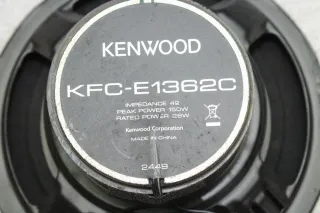 KENWOOD
KFC-E1362C
IMPEDANCE 4Ω
PEAK POWER 150W
RATED POWER 25W
Kenwood Corporation
MADE IN CHINA
2449